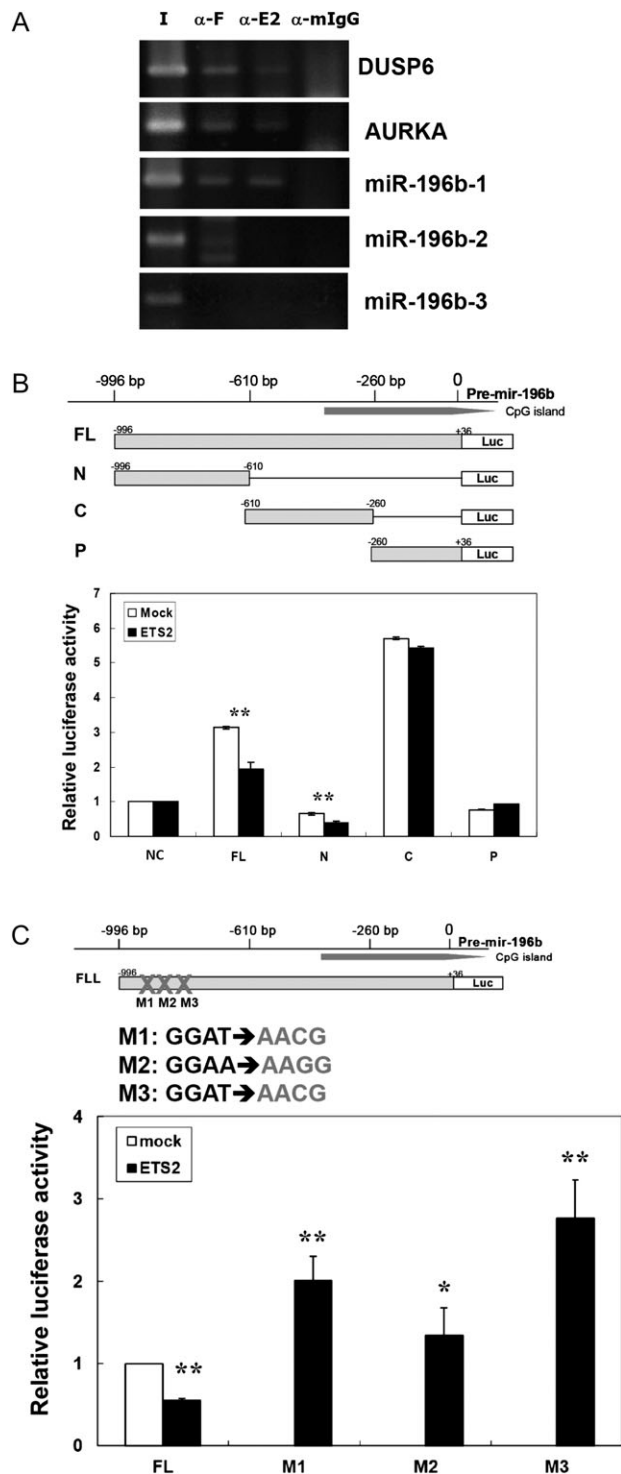 A
I α-F α-E2 α-mIgG
DUSP6
AURKA
miR-196b-1
miR-196b-2
miR-196b-3
B
-996 bp -610 bp -260 bp 0
Pre-mir-196b
CpG island
FL -996 +36 Luc
N -996 -610 Luc
C -610 -260 Luc
P -260 +36 Luc
Relative luciferase activity
7
6
5
4
3
2
1
0
Mock
ETS2
**
**
NC FL N C P
C
-996 bp -610 bp -260 bp 0
Pre-mir-196b
CpG island
FLL -996 +36 Luc
M1 M2 M3
M1: GGAT➔AACG
M2: GGAA➔AAGG
M3: GGAT➔AACG
Relative luciferase activity
4
3
2
1
0
mock
ETS2
**
**
*
**
FL M1 M2 M3